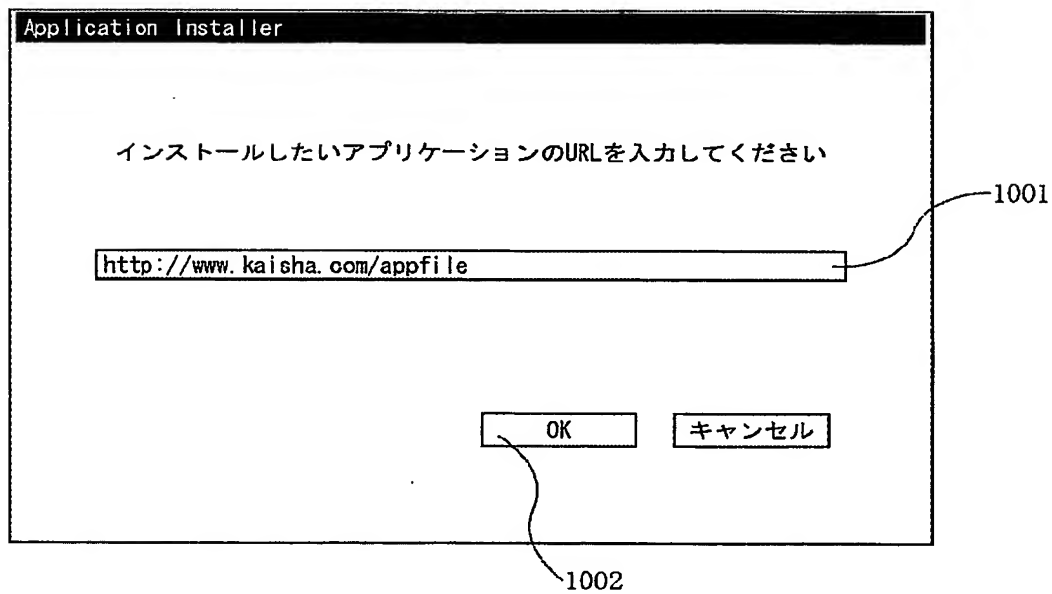 Application Installer
インストールしたいアプリケーションのURLを入力してください
1001
http://www.kaisha.com/appfile
OK キャンセル
1002